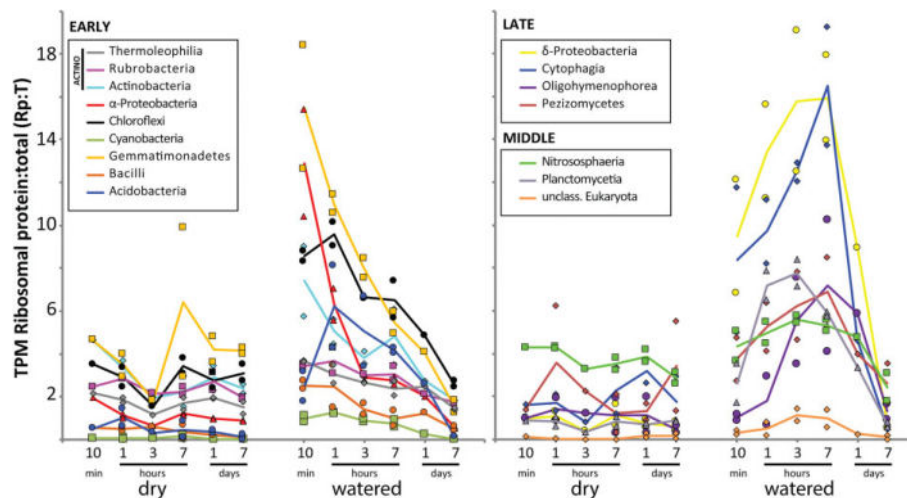 TPM Ribosomal protein:total (Rp:T)
18
14
10
6
2
EARLY
ACTINO
Thermoleophilia
Rubrobacteria
Actinobacteria
α-Proteobacteria
Chloroflexi
Cyanobacteria
Gemmatimonadetes
Bacilli
Acidobacteria
10 1 3 7 1 7 10 1 3 7 1 7
min hours days min hours days
dry watered
LATE
δ-Proteobacteria
Cytophagia
Oligohymenophorea
Pezizomycetes
MIDDLE
Nitrososphaeria
Planctomycetia
unclass. Eukaryota
10 1 3 7 1 7 10 1 3 7 1 7
min hours days min hours days
dry watered